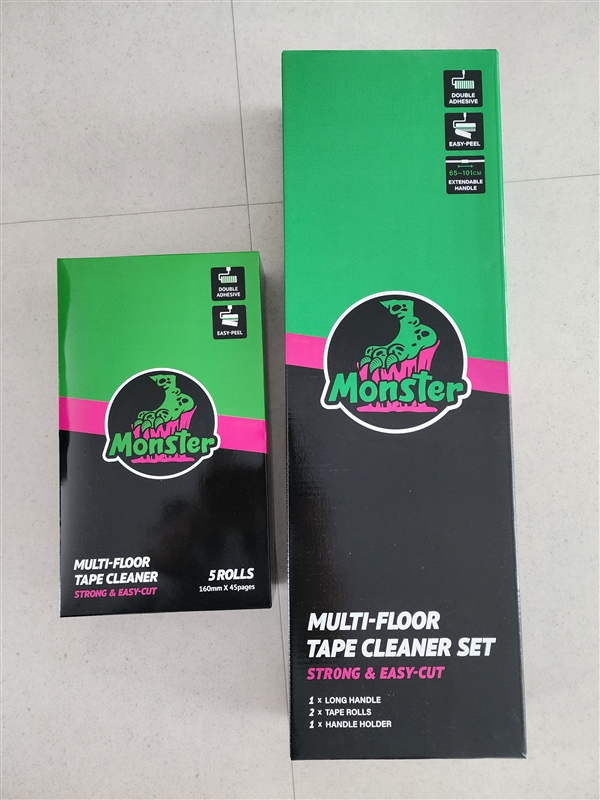 DOUBLE
ADHESIVE
EASY-PEEL
Monster
MULTI-FLOOR
TAPE CLEANER
STRONG & EASY-CUT
5 ROLLS
160mm X 45pages
DOUBLE
ADHESIVE
EASY-PEEL
65~101CM
EXTENDABLE
HANDLE
Monster
MULTI-FLOOR
TAPE CLEANER SET
STRONG & EASY-CUT
1 x LONG HANDLE
2 x TAPE ROLLS
1 x HANDLE HOLDER